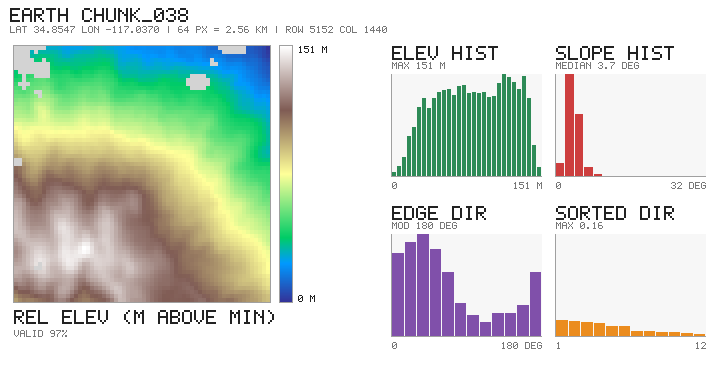 EARTH CHUNK_038
LAT 34.8547 LON -117.0370 | 64 PX = 2.56 KM | ROW 5152 COL 1440
151 M
0 M
REL ELEV (M ABOVE MIN)
VALID 97%
ELEV HIST
MAX 151 M
0 151 M
SLOPE HIST
MEDIAN 3.7 DEG
0 32 DEG
EDGE DIR
MOD 180 DEG
0 180 DEG
SORTED DIR
MAX 0.16
1 12